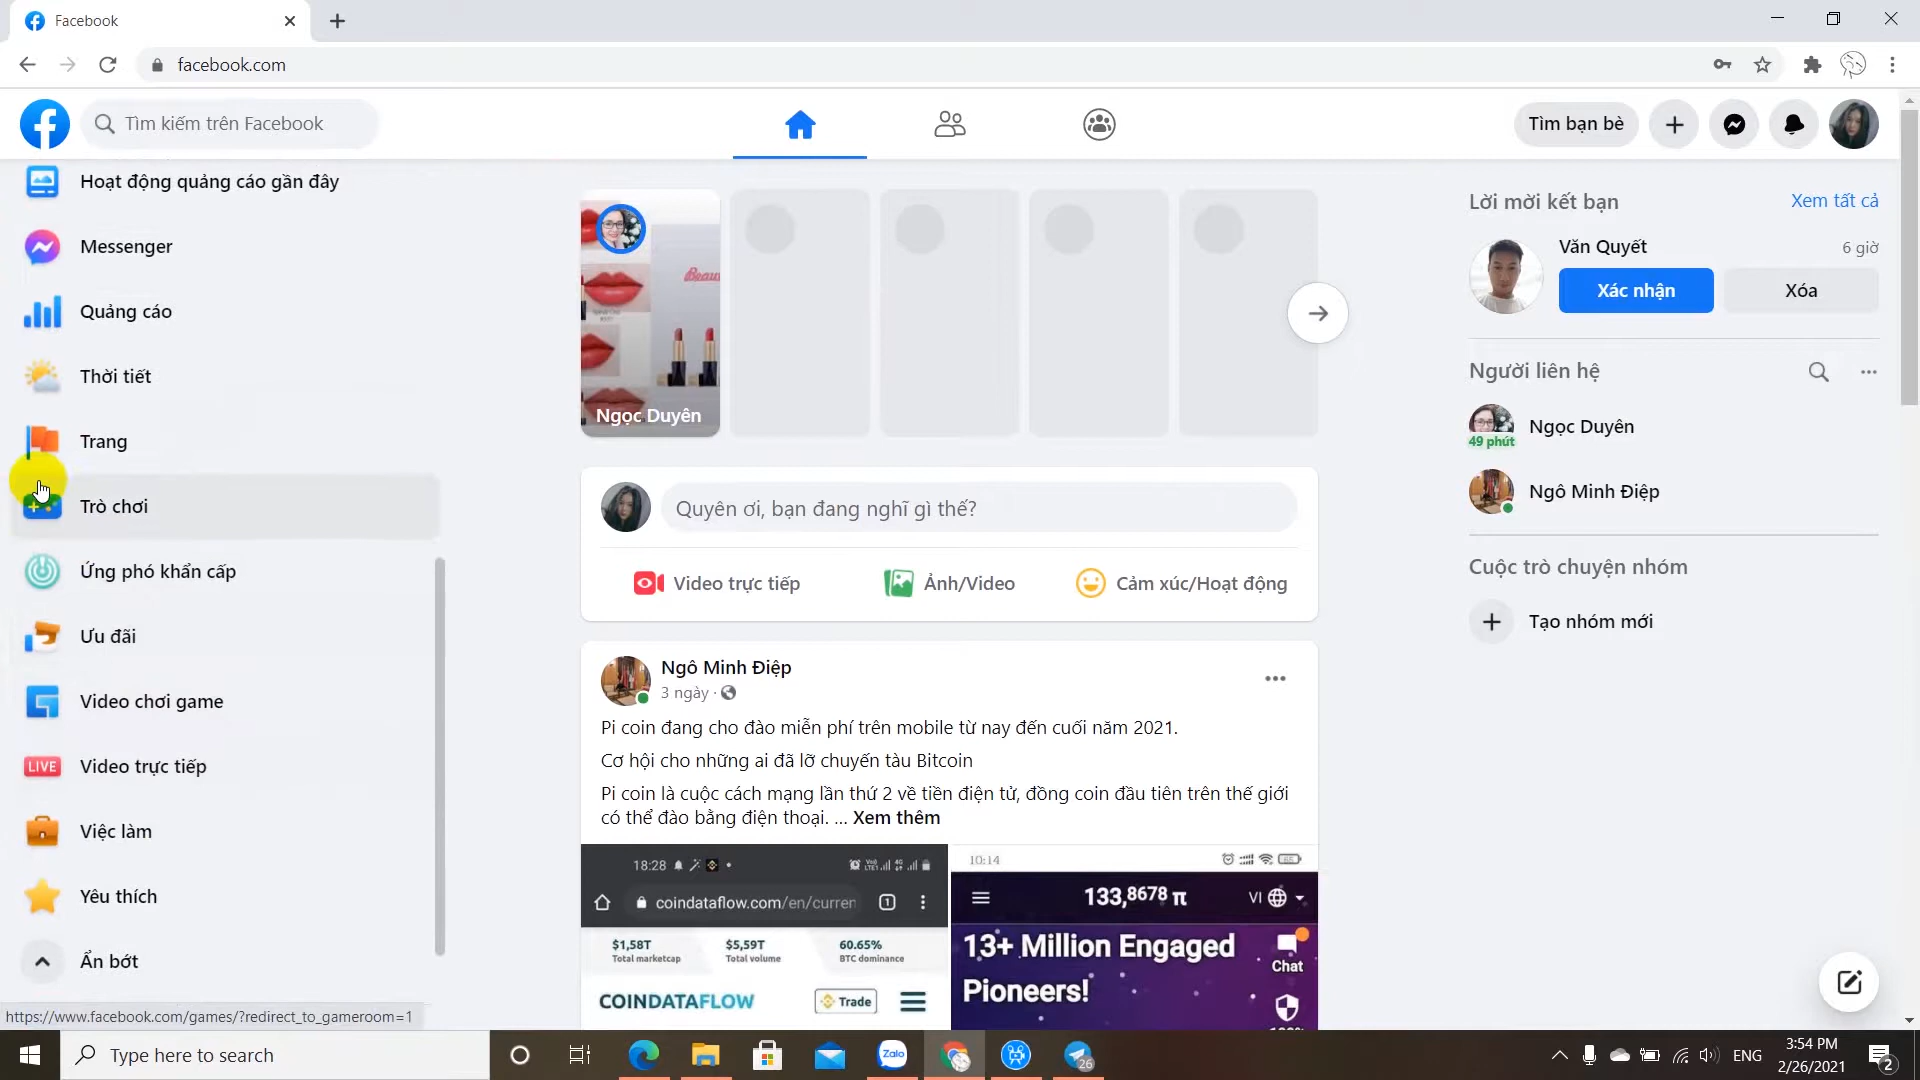 Facebook
facebook.com
Tìm kiếm trên Facebook
Tìm bạn bè
Hoạt động quảng cáo gần đây
Messenger
Quảng cáo
Thời tiết
Trang
Trò chơi
Ứng phó khẩn cấp
Ưu đãi
Video chơi game
LIVE
Video trực tiếp
Việc làm
Yêu thích
Ẩn bớt
https://www.facebook.com/games/?redirect_to_gameroom=1
Ngọc Duyên
Quyên ơi, bạn đang nghĩ gì thế?
Video trực tiếp
Ảnh/Video
Cảm xúc/Hoạt động
Ngô Minh Điệp
3 ngày ·
Pi coin đang cho đào miễn phí trên mobile từ nay đến cuối năm 2021.
Cơ hội cho những ai đã lỡ chuyến tàu Bitcoin
Pi coin là cuộc cách mạng lần thứ 2 về tiền điện tử, đồng coin đầu tiên trên thế giới
có thể đào bằng điện thoại. ... Xem thêm
18:28
coindataflow.com/en/curren
1
$1,58T
Total marketcap
$5,59T
Total volume
60.65%
BTC dominance
COINDATAFLOW
Trade
10:14
133,8678 π
VI
13+ Million Engaged
Pioneers!
Chat
Lời mời kết bạn
Xem tất cả
Văn Quyết
6 giờ
Xác nhận
Xóa
Người liên hệ
49 phút
Ngọc Duyên
Ngô Minh Điệp
Cuộc trò chuyện nhóm
Tạo nhóm mới
Type here to search
Zalo
26
ENG
3:54 PM
2/26/2021
2